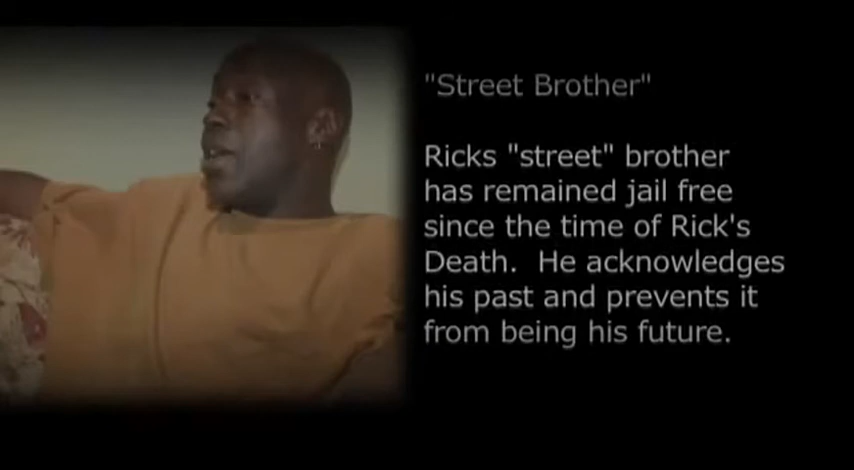 "Street Brother"
Ricks "street" brother
has remained jail free
since the time of Rick's
Death.  He acknowledges
his past and prevents it
from being his future.